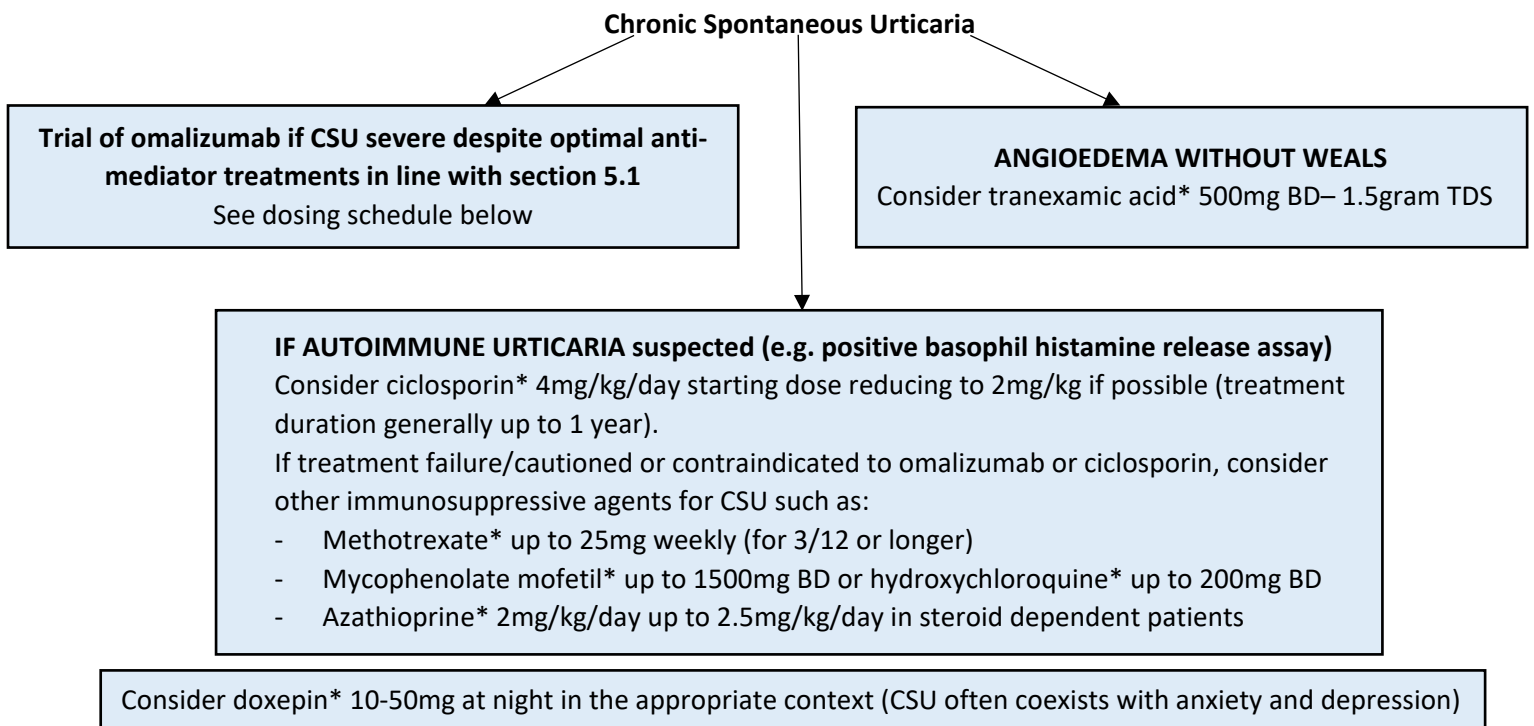 Chronic Spontaneous Urticaria
Trial of omalizumab if CSU severe despite optimal anti-
mediator treatments in line with section 5.1
See dosing schedule below
ANGIOEDEMA WITHOUT WEALS
Consider tranexamic acid* 500mg BD– 1.5gram TDS
IF AUTOIMMUNE URTICARIA suspected (e.g. positive basophil histamine release assay)
Consider ciclosporin* 4mg/kg/day starting dose reducing to 2mg/kg if possible (treatment
duration generally up to 1 year).
If treatment failure/cautioned or contraindicated to omalizumab or ciclosporin, consider
other immunosuppressive agents for CSU such as:
- Methotrexate* up to 25mg weekly (for 3/12 or longer)
- Mycophenolate mofetil* up to 1500mg BD or hydroxychloroquine* up to 200mg BD
- Azathioprine* 2mg/kg/day up to 2.5mg/kg/day in steroid dependent patients
Consider doxepin* 10-50mg at night in the appropriate context (CSU often coexists with anxiety and depression)